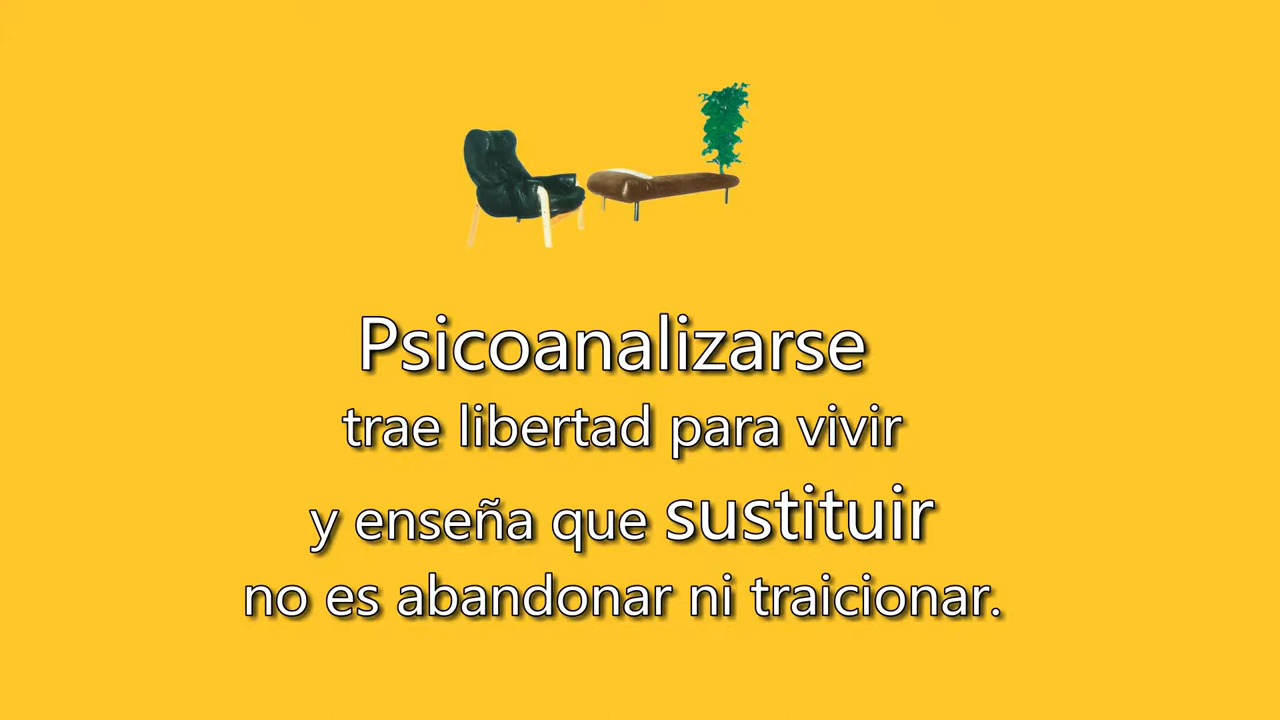 Psicoanalizarse
trae libertad para vivir
y enseña que sustituir
no es abandonar ni traicionar.